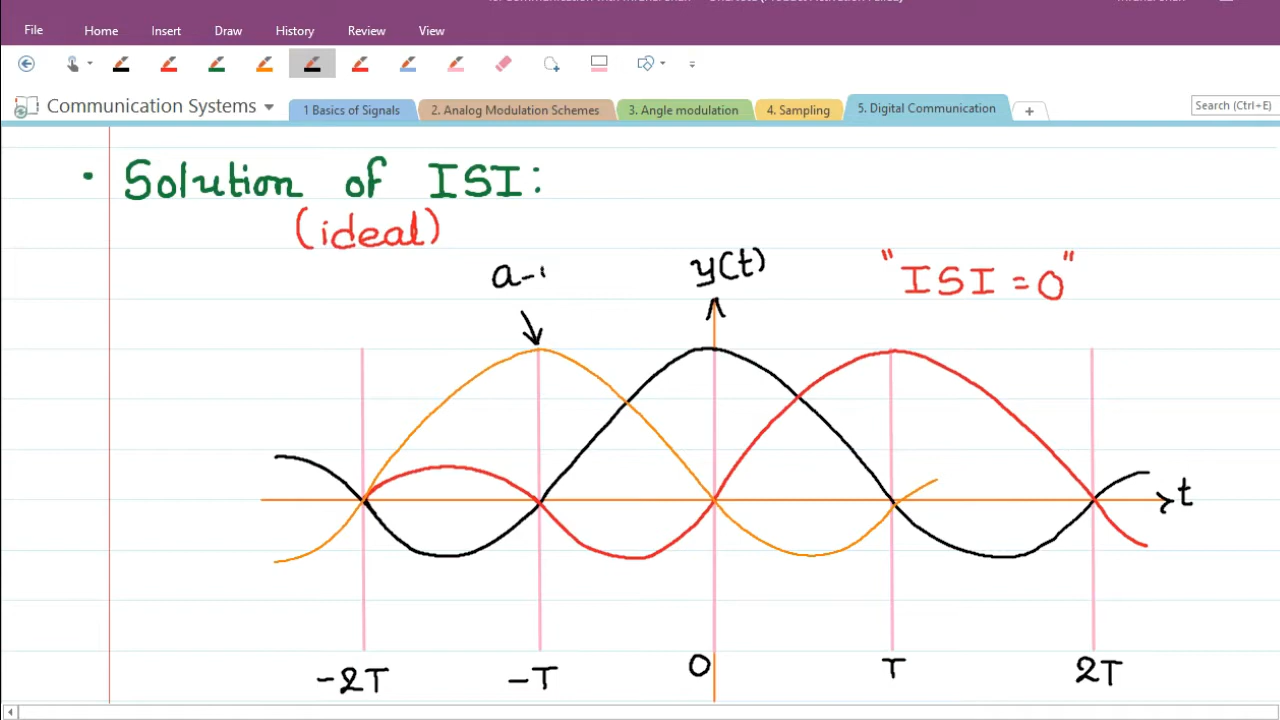 File Home Insert Draw History Review View
Communication Systems 1 Basics of Signals 2. Analog Modulation Schemes 3. Angle modulation 4. Sampling 5. Digital Communication + Search (Ctrl+E)
• Solution of ISI:
(ideal)
a-1 y(t) "ISI = 0"
t
-2T -T 0 T 2T